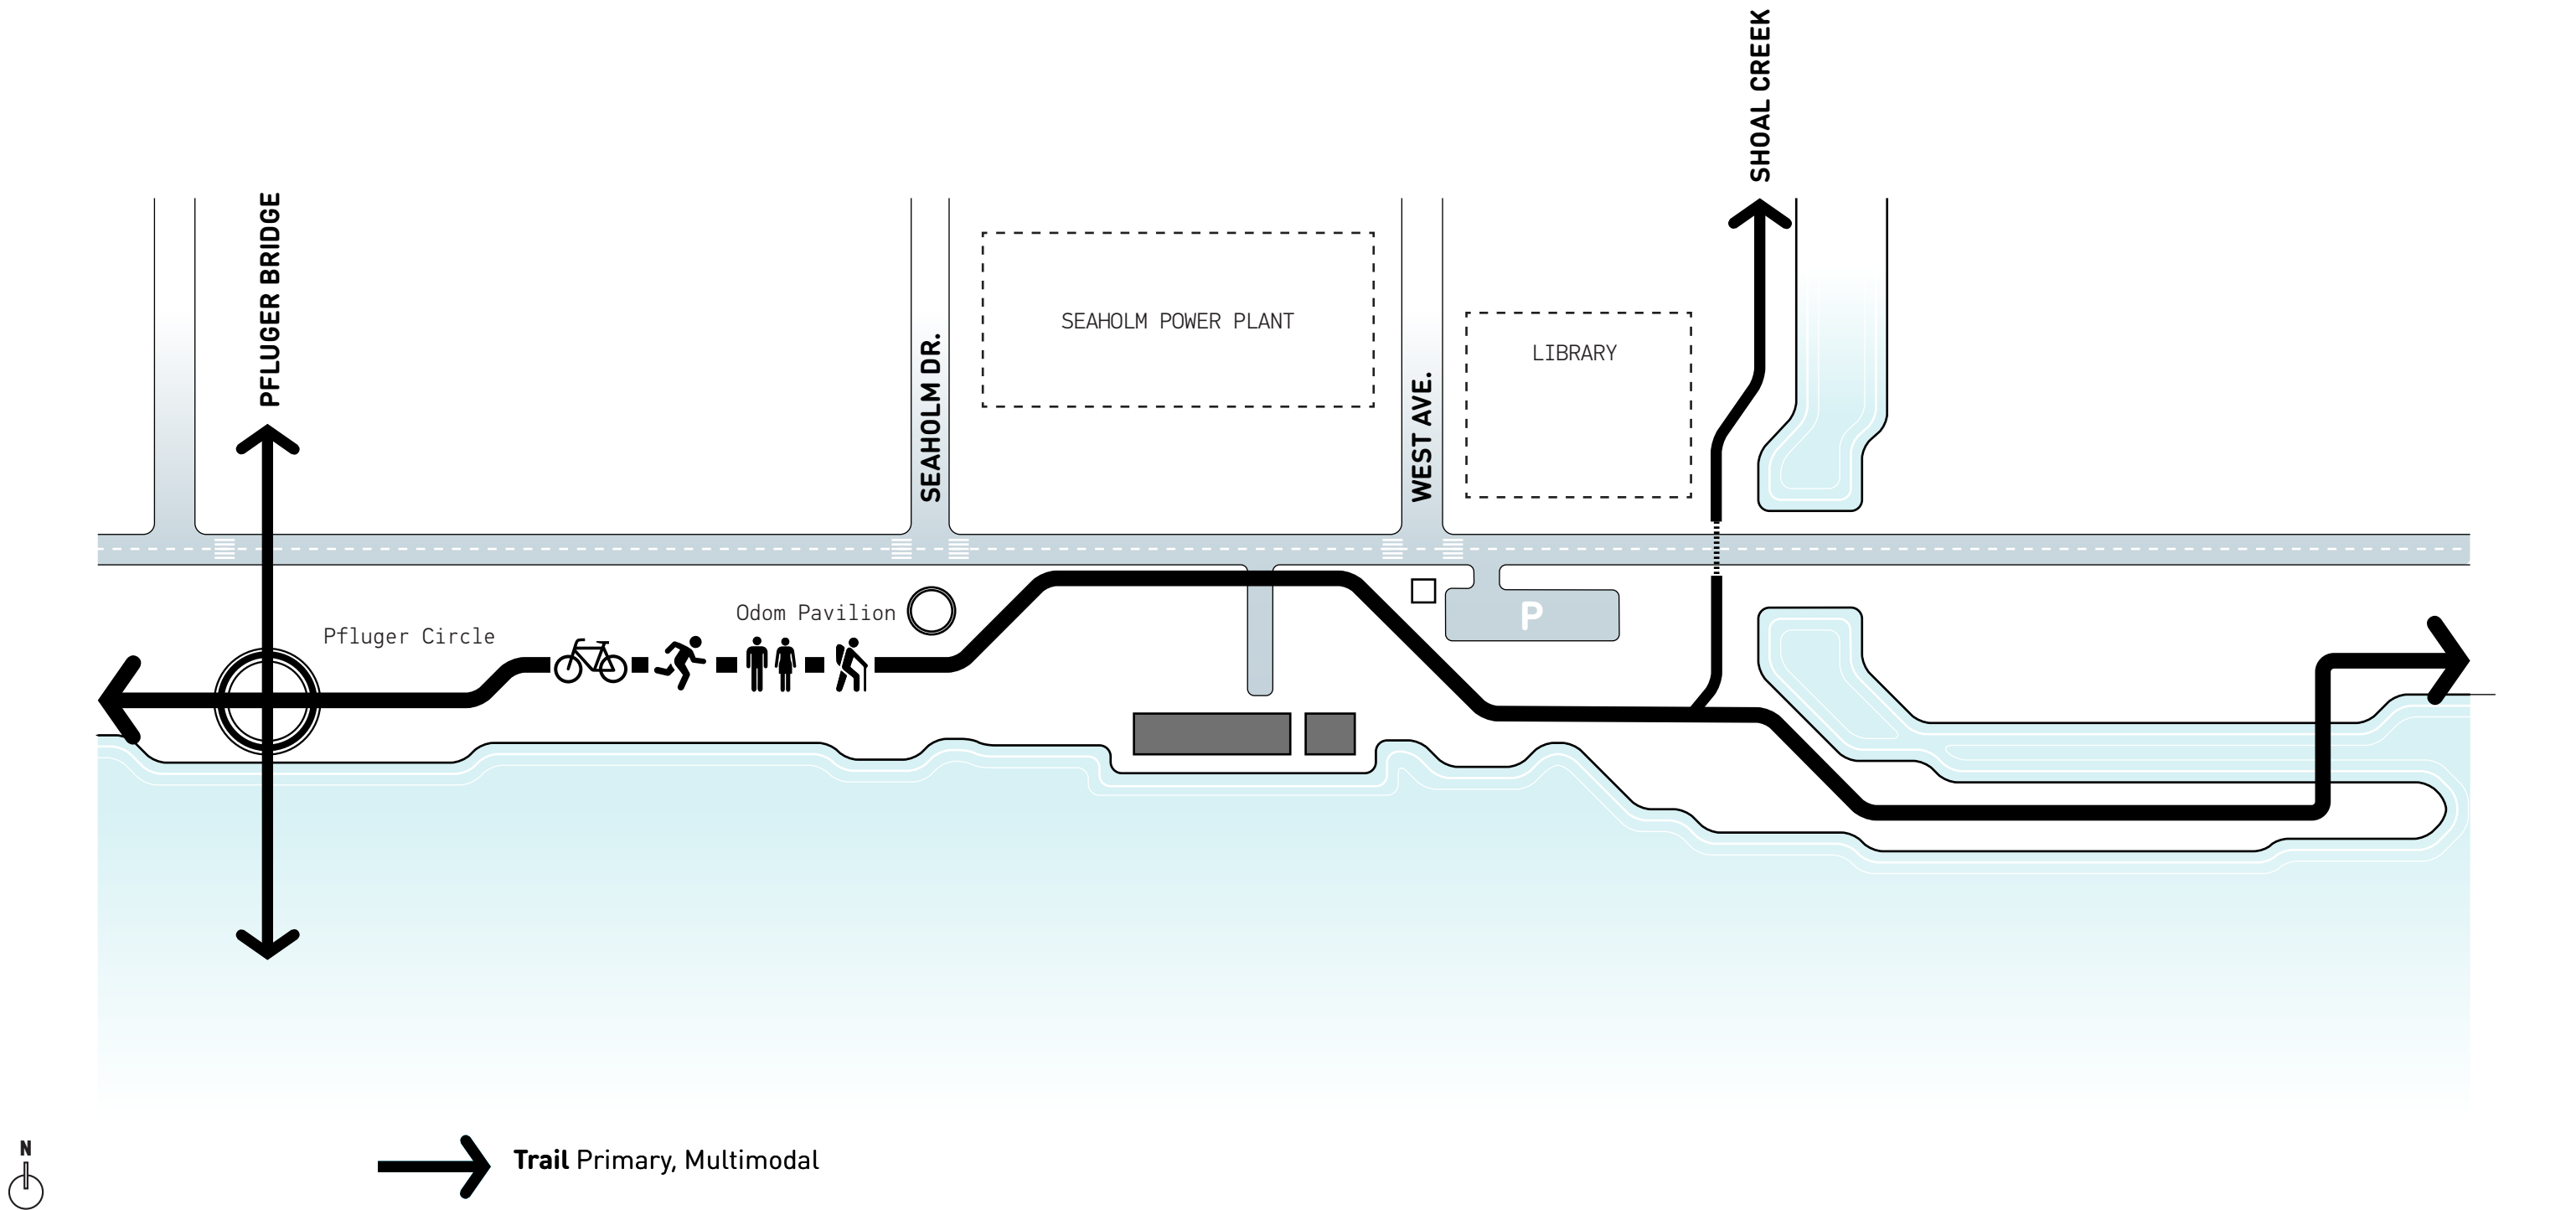 SHOAL CREEK
PFLUGER BRIDGE
SEAHOLM POWER PLANT
SEAHOLM DR.
LIBRARY
WEST AVE.
Odom Pavilion
P
Pfluger Circle
N
Trail Primary, Multimodal